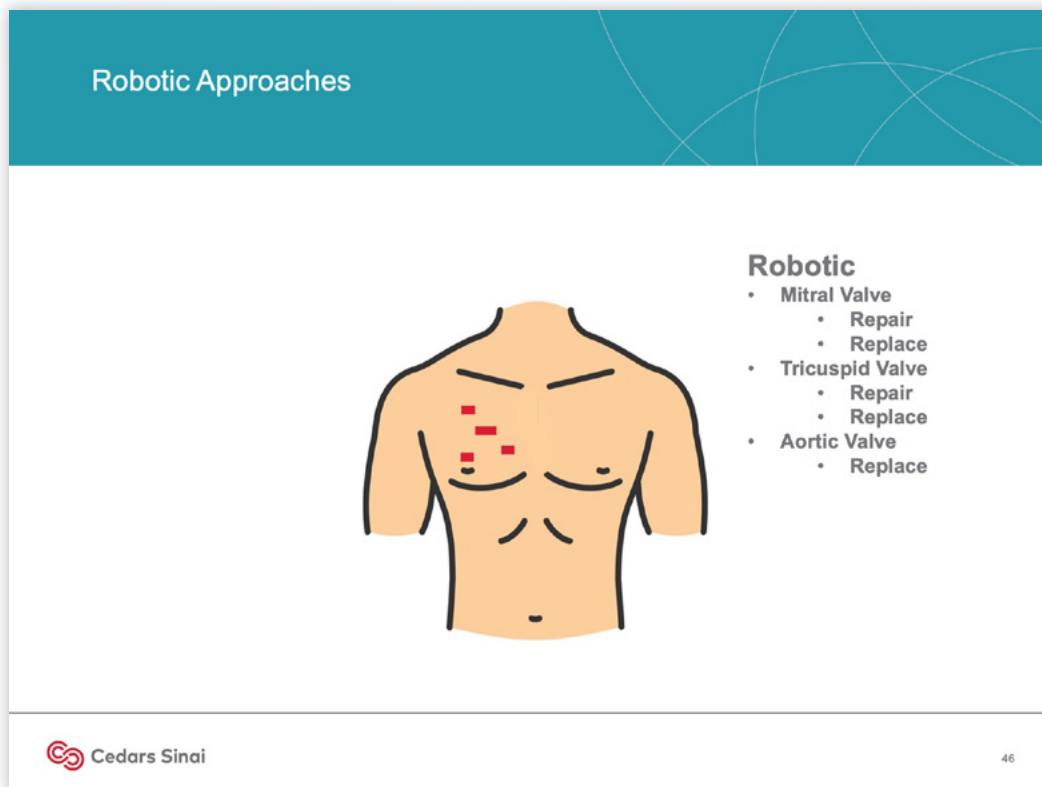 Robotic Approaches
Robotic
• Mitral Valve
• Repair
• Replace
• Tricuspid Valve
• Repair
• Replace
• Aortic Valve
• Replace
Cedars Sinai
46